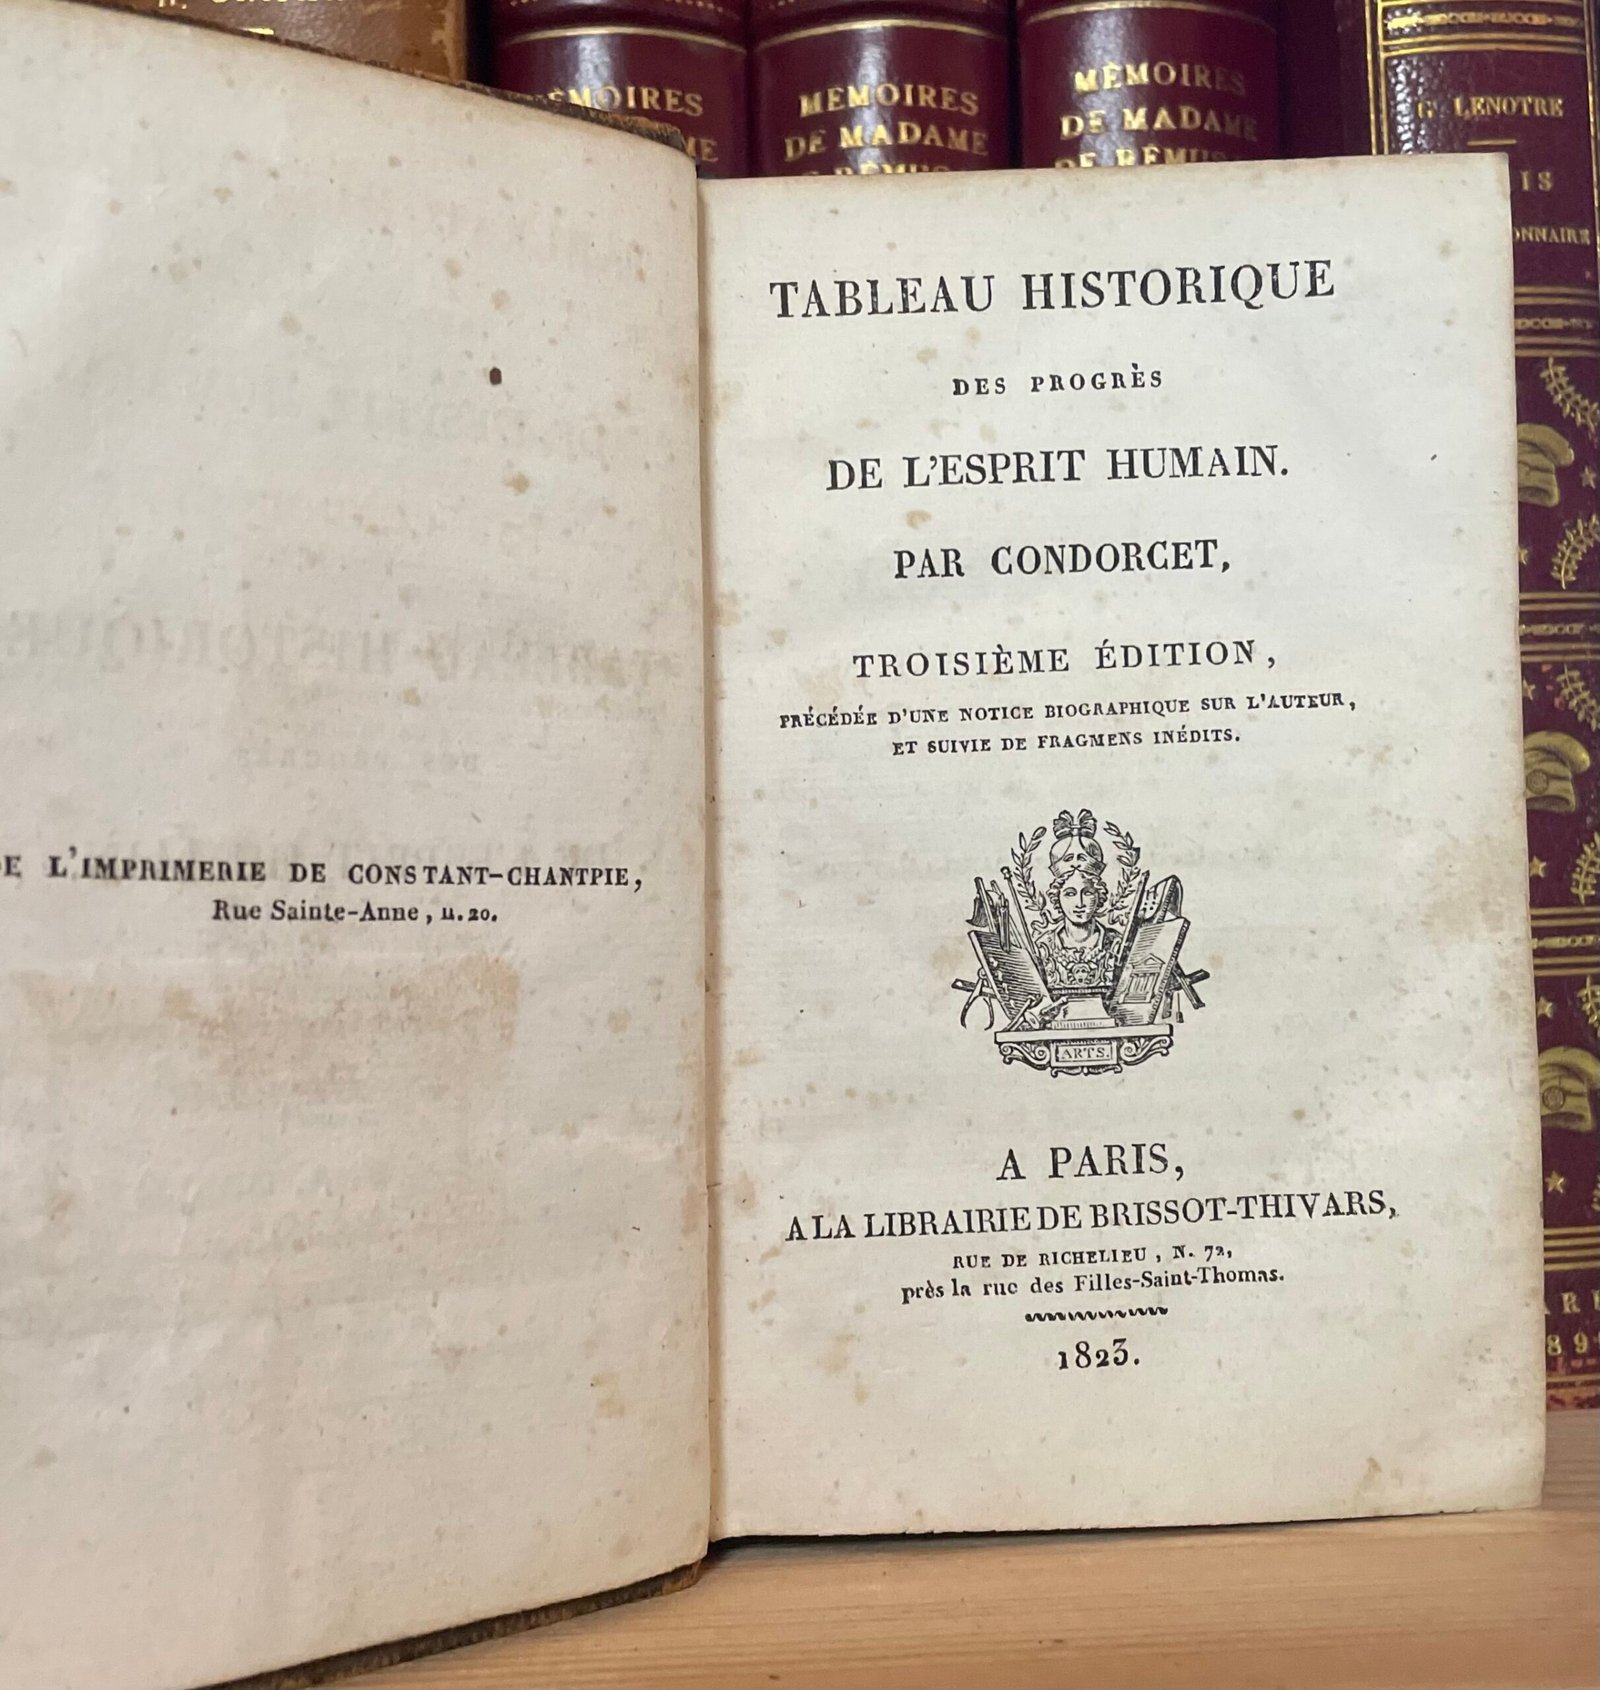 MÉMOIRES
MEMOIRES
DE MADAME
MÉMOIRES
DE MADAME
DE RÉMUS
G. LENOTRE
DE L'IMPRIMERIE DE CONSTANT-CHANTPIE,
Rue Sainte-Anne, n. 20.
TABLEAU HISTORIQUE
DES PROGRÈS
DE L'ESPRIT HUMAIN.
PAR CONDORCET,
TROISIÈME ÉDITION,
PRÉCÉDÉE D'UNE NOTICE BIOGRAPHIQUE SUR L'AUTEUR,
ET SUIVIE DE FRAGMENS INÉDITS.
ARTS.
A PARIS,
A LA LIBRAIRIE DE BRISSOT-THIVARS,
RUE DE RICHELIEU, N. 72,
près la rue des Filles-Saint-Thomas.
1823.